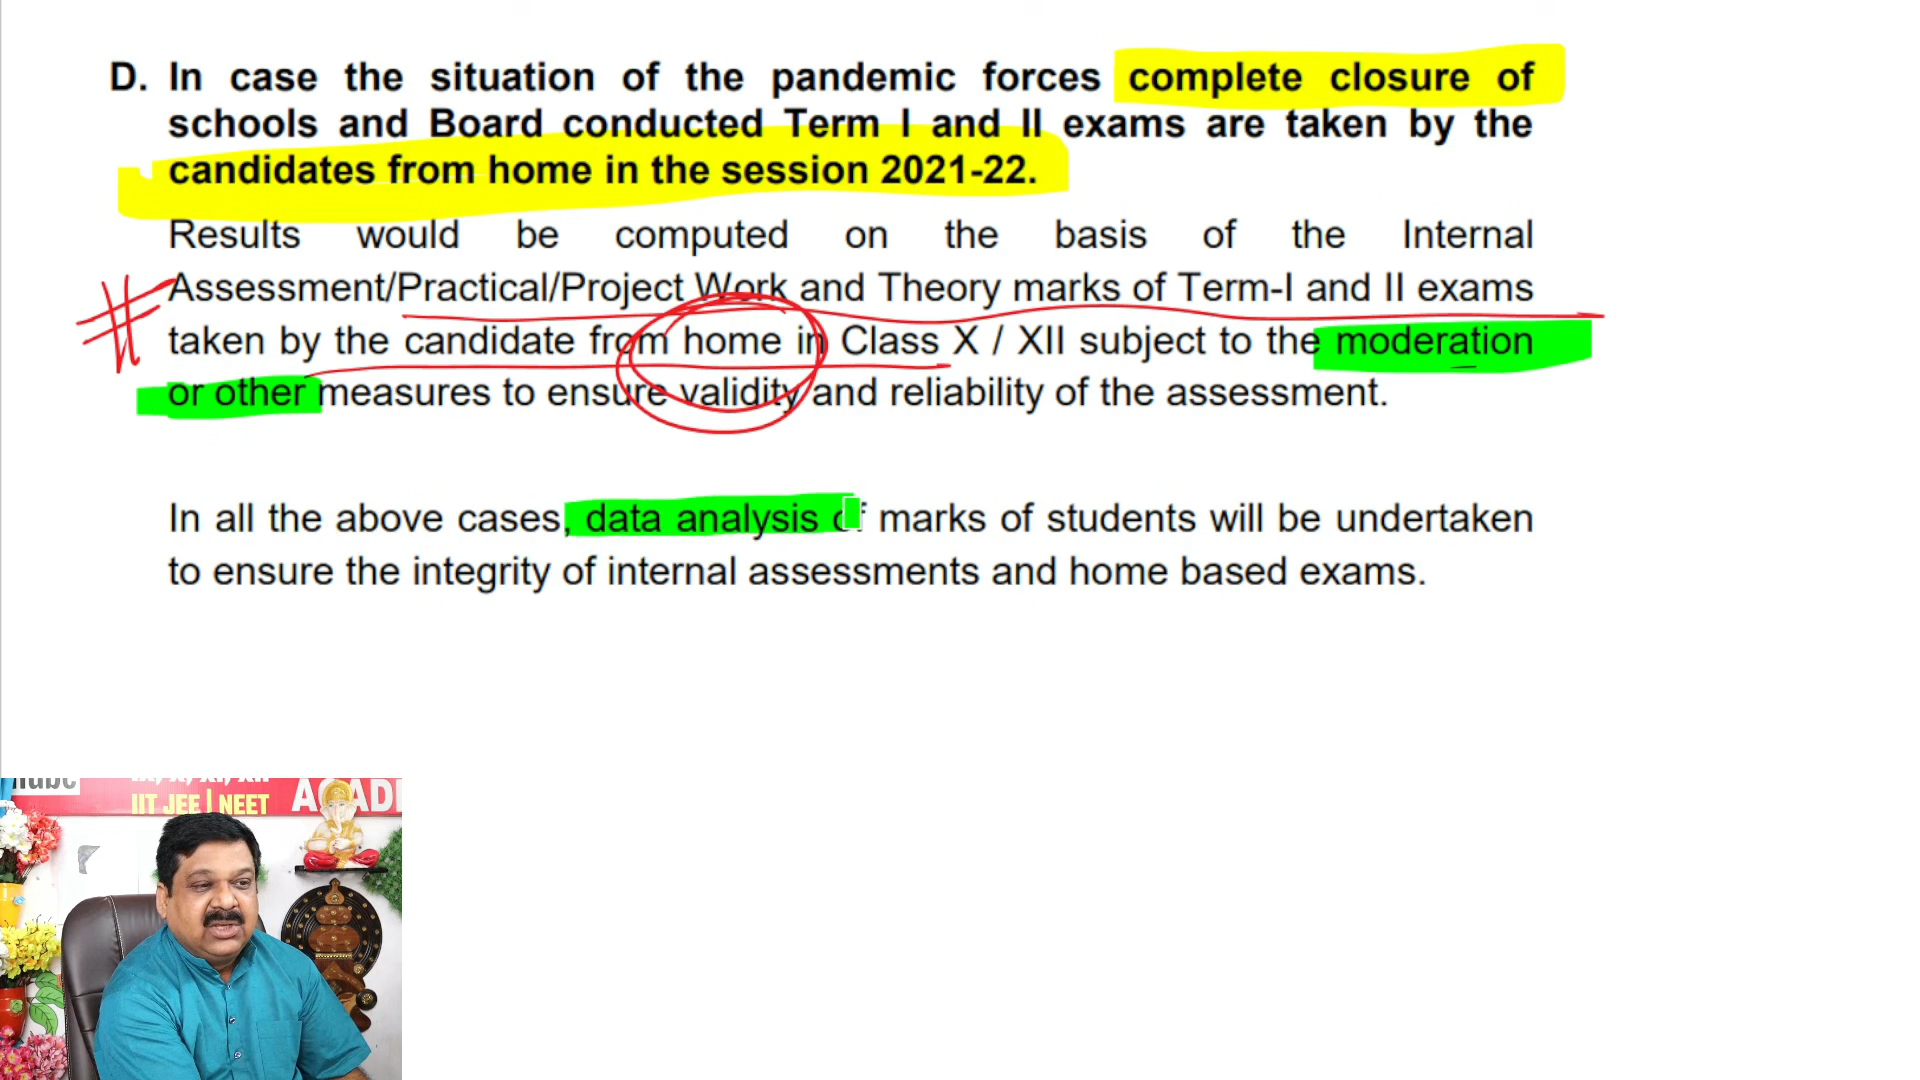 D. In case the situation of the pandemic forces complete closure of
schools and Board conducted Term I and II exams are taken by the
candidates from home in the session 2021-22.
Results would be computed on the basis of the Internal
Assessment/Practical/Project Work and Theory marks of Term-I and II exams
taken by the candidate from home in Class X / XII subject to the moderation
or other measures to ensure validity and reliability of the assessment.
In all the above cases, data analysis of marks of students will be undertaken
to ensure the integrity of internal assessments and home based exams.
IIT JEE | NEET